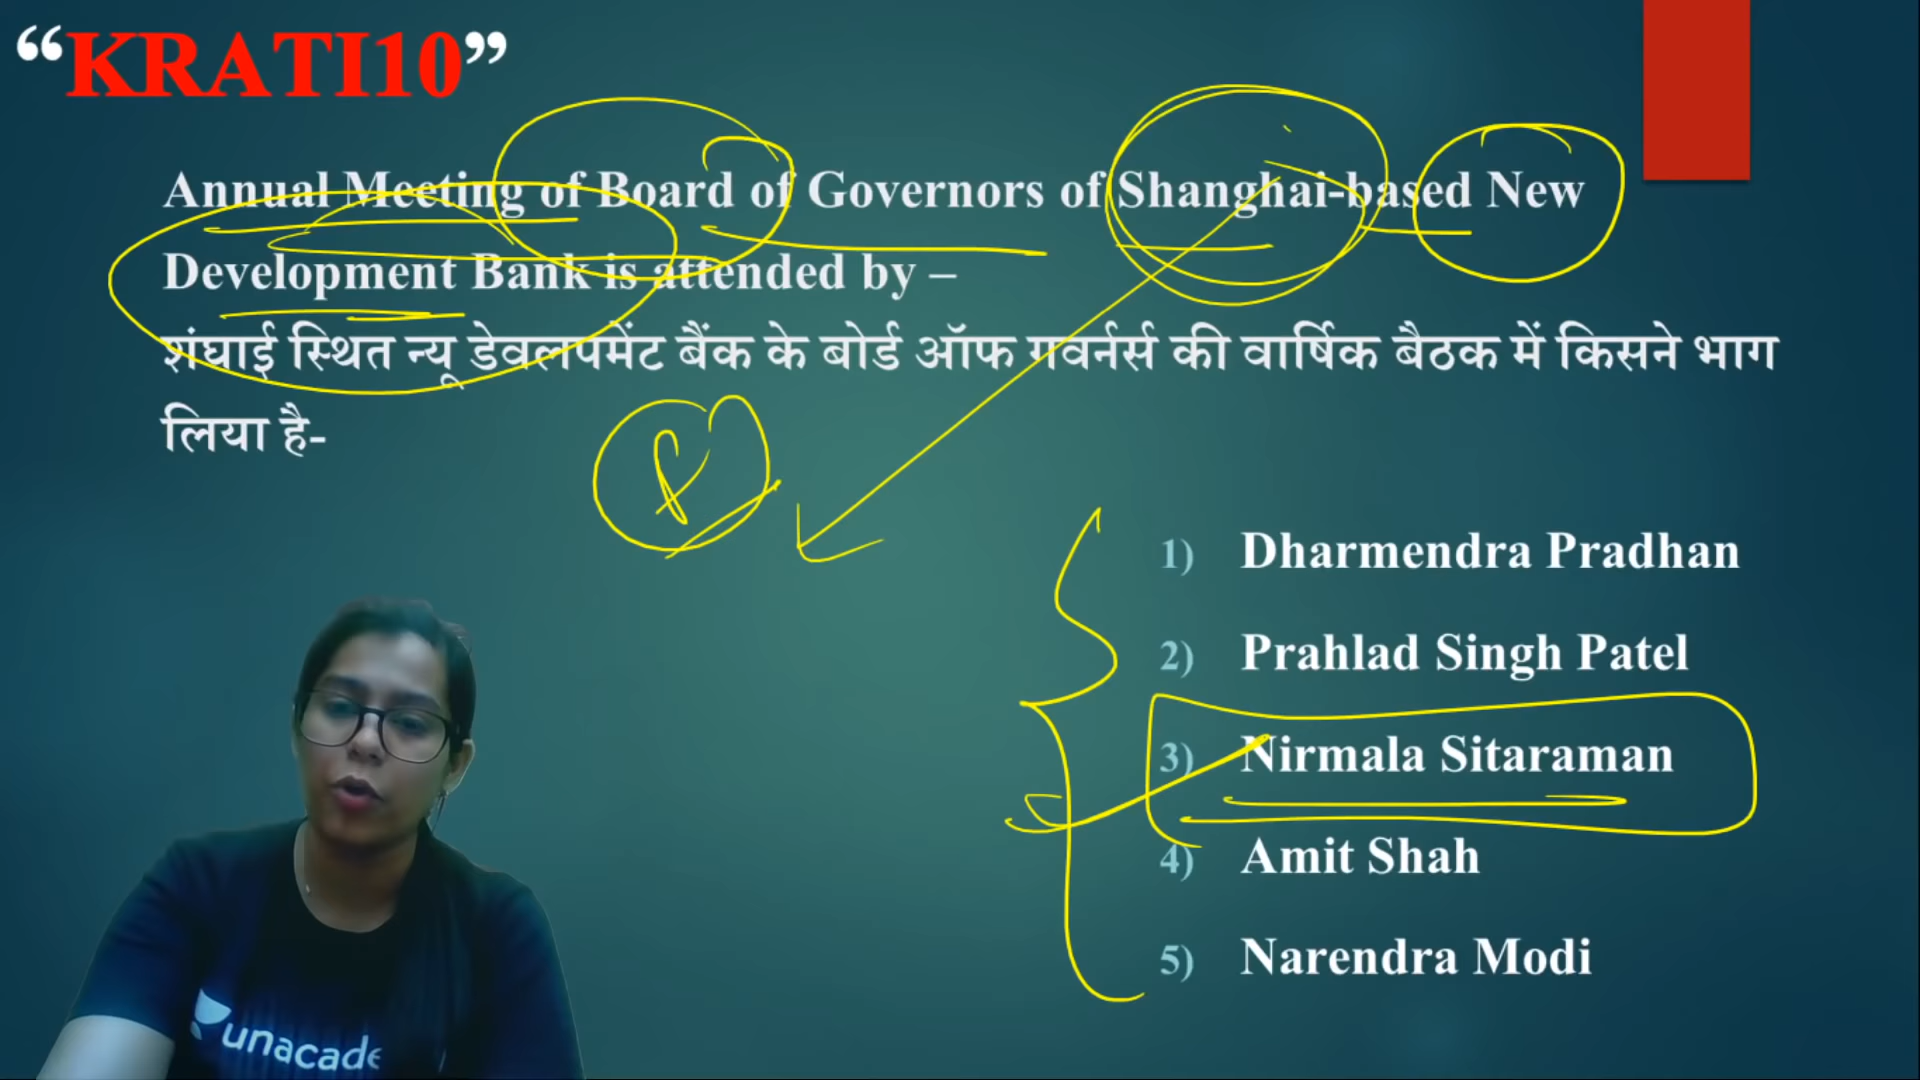 “KRATI10”
Annual Meeting of Board of Governors of Shanghai-based New
Development Bank is attended by –
शंघाई स्थित न्यू डेवलपमेंट बैंक के बोर्ड ऑफ गवर्नर्स की वार्षिक बैठक में किसने भाग
लिया है-
1) Dharmendra Pradhan
2) Prahlad Singh Patel
3) Nirmala Sitaraman
4) Amit Shah
5) Narendra Modi
unacade